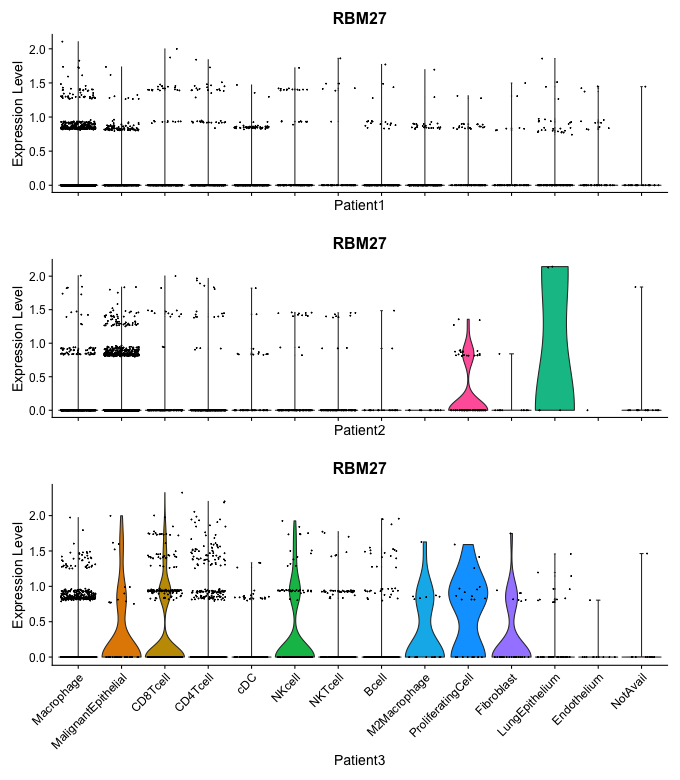 RBM27
Expression Level
2.0
1.5
1.0
0.5
0.0
Patient1
RBM27
Expression Level
2.0
1.5
1.0
0.5
0.0
Patient2
RBM27
Expression Level
2.0
1.5
1.0
0.5
0.0
Macrophage
MalignantEpithelial
CD8Tcell
CD4Tcell
cDC
NKcell
NKTcell
Bcell
M2Macrophage
ProliferatingCell
Fibroblast
LungEpithelium
Endothelium
NotAvail
Patient3